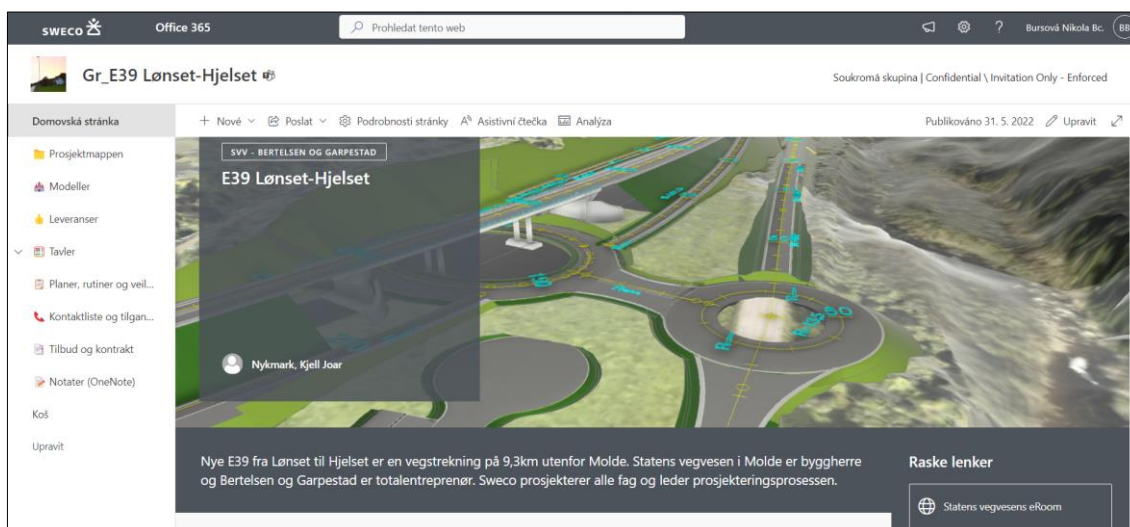 SWECO
Office 365
Prohledat tento web
?
Bursová Nikola Bc.
BB
Gr_E39 Lønset-Hjelset
Soukromá skupina | Confidential \ Invitation Only - Enforced
Domovská stránka
+ Nové
Poslat
Podrobnosti stránky
Asistivní čtečka
Analýza
Publikováno 31. 5. 2022
Upravit
Prosjektmappen
Modeller
Leveranser
Tavler
Planer, rutiner og veil...
Kontaktliste og tilgan...
Tilbud og kontrakt
Notater (OneNote)
Koš
Upravit
SVV - BERTELSEN OG GARPESTAD
E39 Lønset-Hjelset
Nykmark, Kjell Joar
Nye E39 fra Lønset til Hjelset er en vegstrekning på 9,3km utenfor Molde. Statens vegvesen i Molde er byggherre
og Bertelsen og Garpestad er totalentreprenør. Sweco prosjekterer alle fag og leder prosjekteringsprosessen.
Raske lenker
Statens vegvesens eRoom